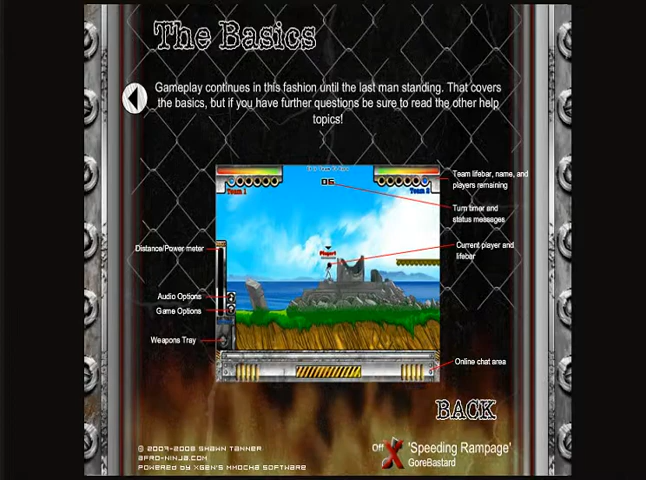 The Basics
Gameplay continues in this fashion until the last man standing. That covers
the basics, but if you have further questions be sure to read the other help
topics!
06
Team 1
Team 2
Player1
Team lifebar, name, and
players remaining
Turn timer and
status messages
Current player and
lifebar
Distance/Power meter
Audio Options
Game Options
Weapons Tray
Online chat area
BACK
Off
'Speeding Rampage'
GoreBastard
© 2007-2008 Shawn Tanner
Afro-Ninja.com
Powered by XGen's MMOcha Software